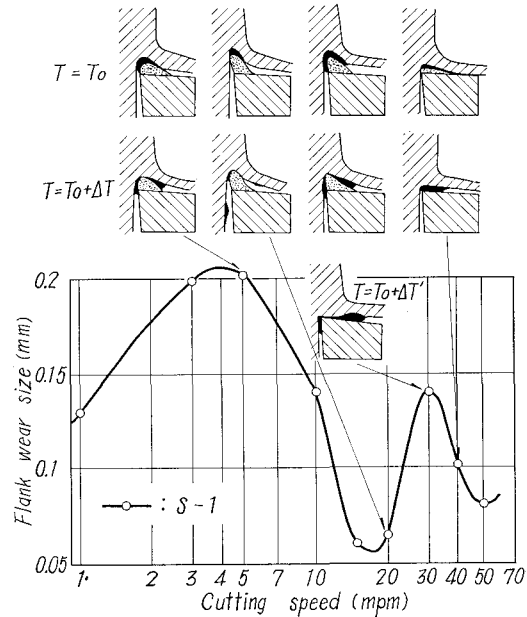 T = To
T=To+ΔT
T=To+ΔT'
Flank wear size (mm)
0.2
0.15
0.1
0.05
: S-1
1 2 3 4 5 7 10 20 30 40 50 70
Cutting speed (mpm)